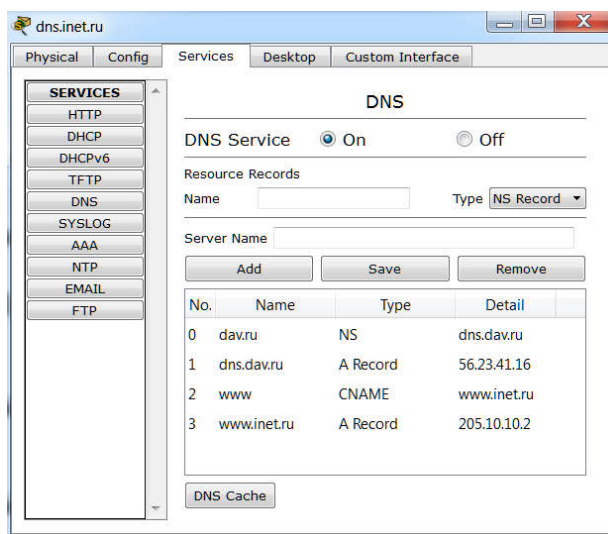 dns.inet.ru
Physical Config Services Desktop Custom Interface
SERVICES
HTTP
DHCP
DHCPv6
TFTP
DNS
SYSLOG
AAA
NTP
EMAIL
FTP
DNS
DNS Service On Off
Resource Records
Name Type NS Record
Server Name
Add Save Remove
No. Name Type Detail
0 dav.ru NS dns.dav.ru
1 dns.dav.ru A Record 56.23.41.16
2 www CNAME www.inet.ru
3 www.inet.ru A Record 205.10.10.2
DNS Cache